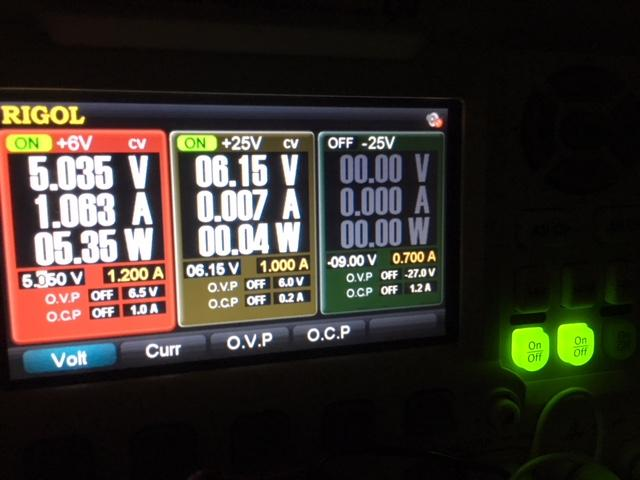 RIGOL
ON +6V CV
5.035 V
1.063 A
05.35 W
5.050 V 1.200 A
O.V.P OFF 6.5 V
O.C.P OFF 1.0 A
ON +25V CC
06.15 V
0.007 A
00.04 W
06.15 V 1.000 A
O.V.P OFF 6.0 V
O.C.P OFF 0.2 A
OFF -25V
00.00 V
0.000 A
00.00 W
-09.00 V 0.700 A
O.V.P OFF -27.0 V
O.C.P OFF 1.2 A
Volt Curr O.V.P O.C.P
On
Off
On
Off